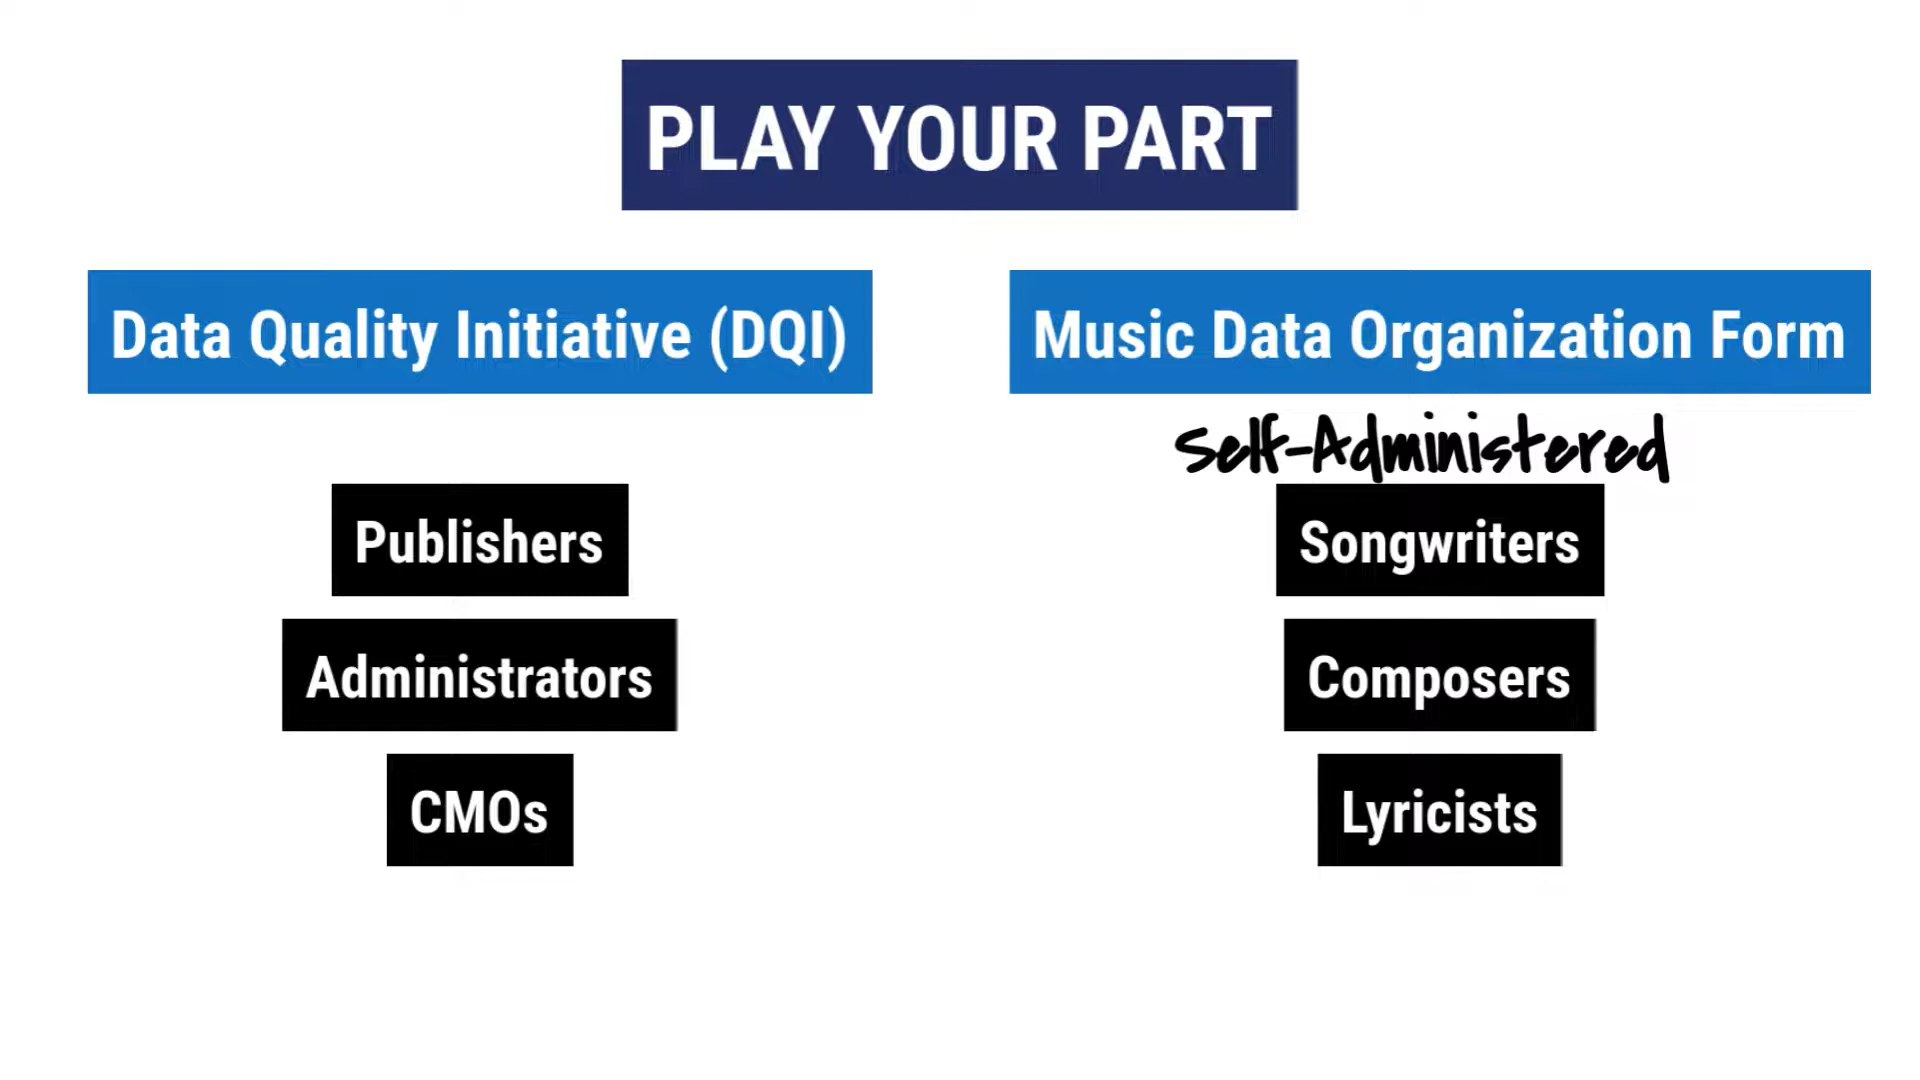 PLAY YOUR PART
Data Quality Initiative (DQI)
Publishers
Administrators
CMOs
Music Data Organization Form
Self-Administered
Songwriters
Composers
Lyricists